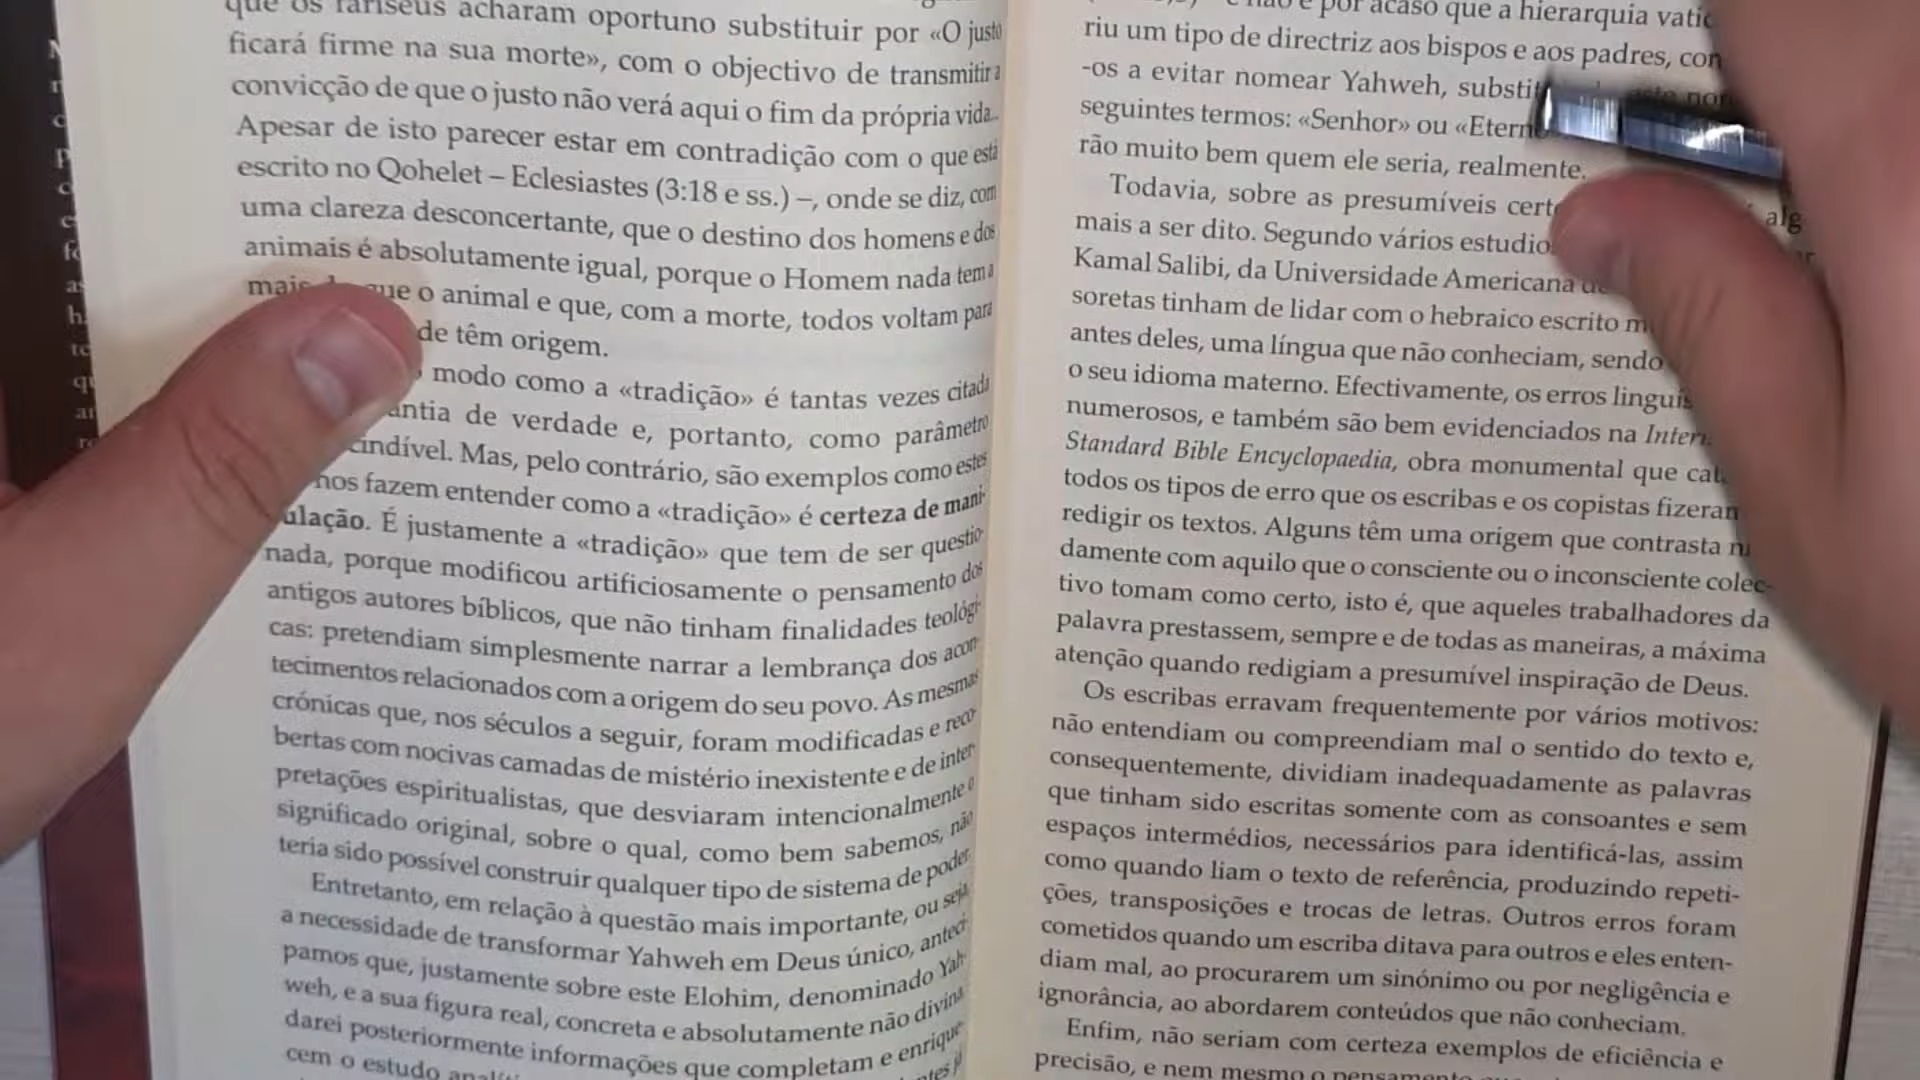 que os fariseus acharam oportuno substituir por «O justo
ficará firme na sua morte», com o objectivo de transmitir a
convicção de que o justo não verá aqui o fim da própria vida...
Apesar de isto parecer estar em contradição com o que está
escrito no Qohelet – Eclesiastes (3:18 e ss.) –, onde se diz, com
uma clareza desconcertante, que o destino dos homens e dos
animais é absolutamente igual, porque o Homem nada tem a
mais que o animal e que, com a morte, todos voltam para
de têm origem.
modo como a «tradição» é tantas vezes citada
antia de verdade e, portanto, como parâmetro
cindível. Mas, pelo contrário, são exemplos como estes
nos fazem entender como a «tradição» é certeza de mani-
ulação. É justamente a «tradição» que tem de ser questio-
nada, porque modificou artificiosamente o pensamento dos
antigos autores bíblicos, que não tinham finalidades teológi-
cas: pretendiam simplesmente narrar a lembrança dos acon-
tecimentos relacionados com a origem do seu povo. As mesmas
crónicas que, nos séculos a seguir, foram modificadas e reco-
bertas com nocivas camadas de mistério inexistente e de inter-
pretações espiritualistas, que desviaram intencionalmente o
significado original, sobre o qual, como bem sabemos, não
teria sido possível construir qualquer tipo de sistema de poder.
Entretanto, em relação à questão mais importante, ou seja,
a necessidade de transformar Yahweh em Deus único, anteci-
pamos que, justamente sobre este Elohim, denominado Yah-
weh, e a sua figura real, concreta e absolutamente não divina
darei posteriormente informações que completam e enrique-
cem o estudo
e não é por acaso que a hierarquia vatic
riu um tipo de directriz aos bispos e aos padres, con
-os a evitar nomear Yahweh, substit
seguintes termos: «Senhor» ou «Etern
rão muito bem quem ele seria, realmente.
Todavia, sobre as presumíveis cert alg
mais a ser dito. Segundo vários estudio
Kamal Salibi, da Universidade Americana de
soretas tinham de lidar com o hebraico escrito m
antes deles, uma língua que não conheciam, sendo
o seu idioma materno. Efectivamente, os erros linguís
numerosos, e também são bem evidenciados na Intern
Standard Bible Encyclopaedia, obra monumental que cat
todos os tipos de erro que os escribas e os copistas fizeram
redigir os textos. Alguns têm uma origem que contrasta ni
damente com aquilo que o consciente ou o inconsciente colec-
tivo tomam como certo, isto é, que aqueles trabalhadores da
palavra prestassem, sempre e de todas as maneiras, a máxima
atenção quando redigiam a presumível inspiração de Deus.
Os escribas erravam frequentemente por vários motivos:
não entendiam ou compreendiam mal o sentido do texto e,
consequentemente, dividiam inadequadamente as palavras
que tinham sido escritas somente com as consoantes e sem
espaços intermédios, necessários para identificá-las, assim
como quando liam o texto de referência, produzindo repeti-
ções, transposições e trocas de letras. Outros erros foram
cometidos quando um escriba ditava para outros e eles enten-
diam mal, ao procurarem um sinónimo ou por negligência e
ignorância, ao abordarem conteúdos que não conheciam.
Enfim, não seriam com certeza exemplos de eficiência e
precisão, e nem mesmo o pensamento